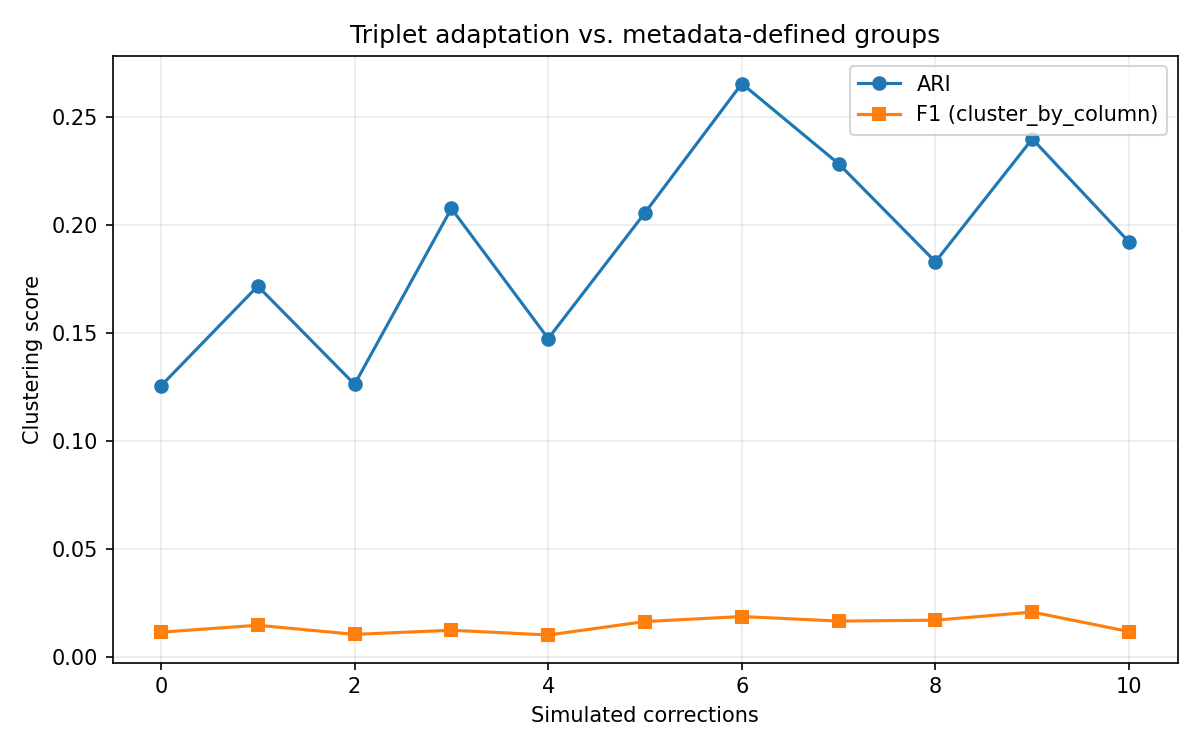 Triplet adaptation vs. metadata-defined groups
ARI
F1 (cluster_by_column)
Clustering score
0.25
0.20
0.15
0.10
0.05
0.00
0 2 4 6 8 10
Simulated corrections